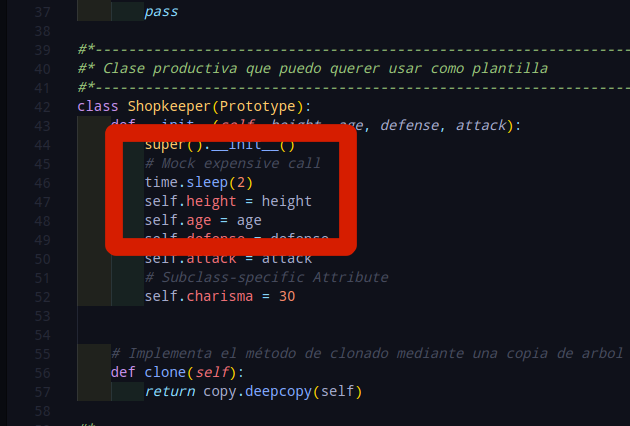 37 pass
38
39 #*-----------------------------------------------------------------
40 #* Clase productiva que puedo querer usar como plantilla
41 #*-----------------------------------------------------------------
42 class Shopkeeper(Prototype):
43 def __init__(self, height, age, defense, attack):
44 super().__init__()
45 # Mock expensive call
46 time.sleep(2)
47 self.height = height
48 self.age = age
49 self.defense = defense
50 self.attack = attack
51 # Subclass-specific Attribute
52 self.charisma = 30
53
54
55 # Implementa el método de clonado mediante una copia de arbol
56 def clone(self):
57 return copy.deepcopy(self)
58